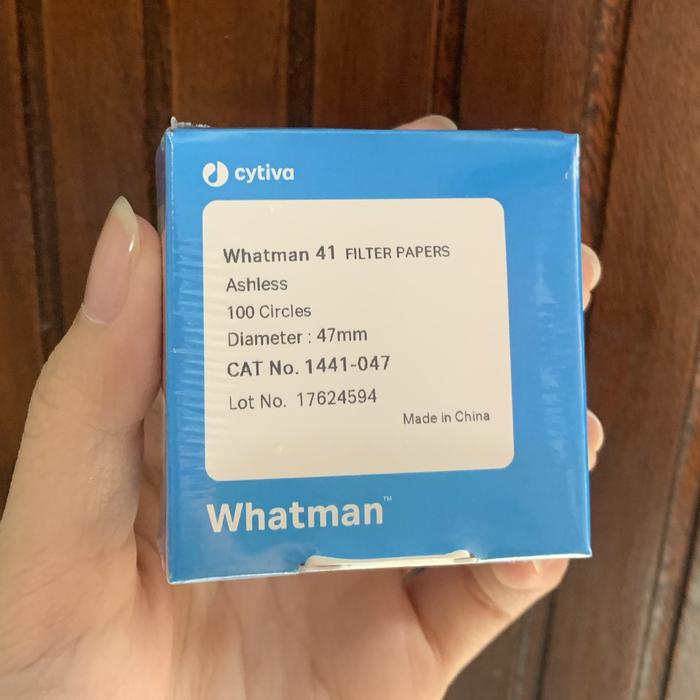 cytiva
Whatman 41 FILTER PAPERS
Ashless
100 Circles
Diameter : 47mm
CAT No. 1441-047
Lot No. 17624594
Made in China
Whatman™